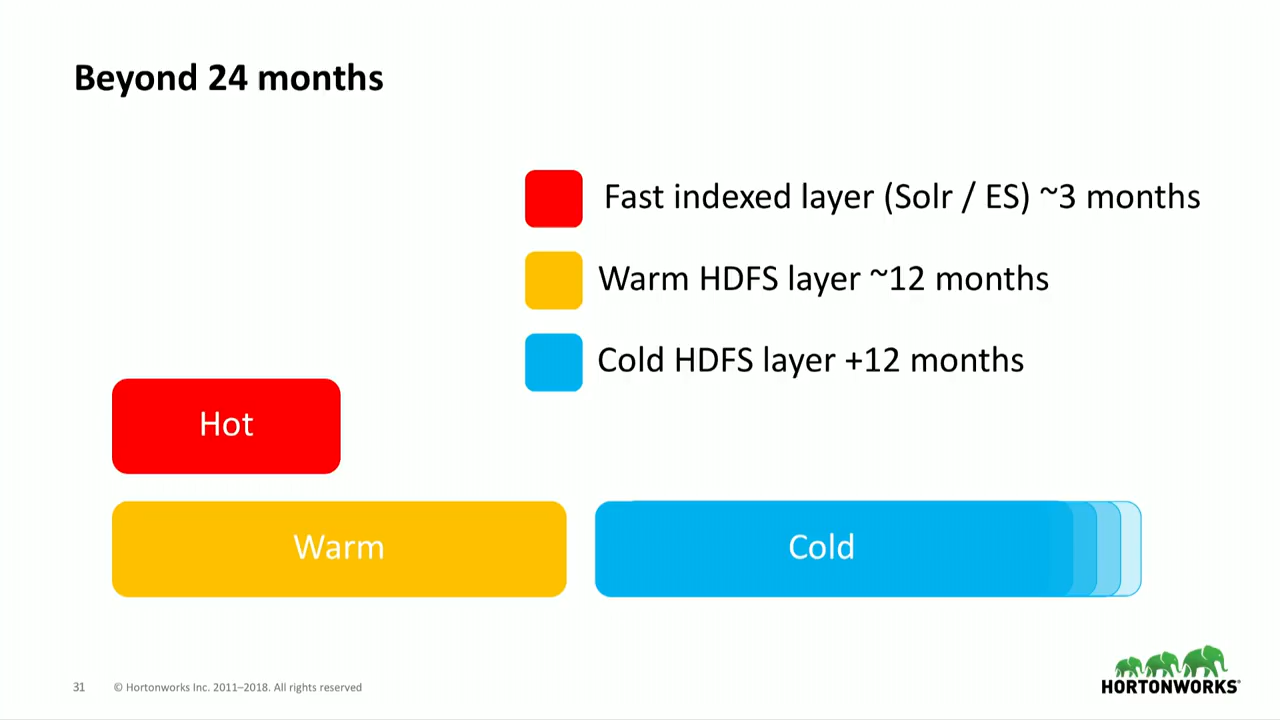 Beyond 24 months
Fast indexed layer (Solr / ES) ~3 months
Warm HDFS layer ~12 months
Cold HDFS layer +12 months
Hot
Warm
Cold
31
© Hortonworks Inc. 2011–2018. All rights reserved
HORTONWORKS